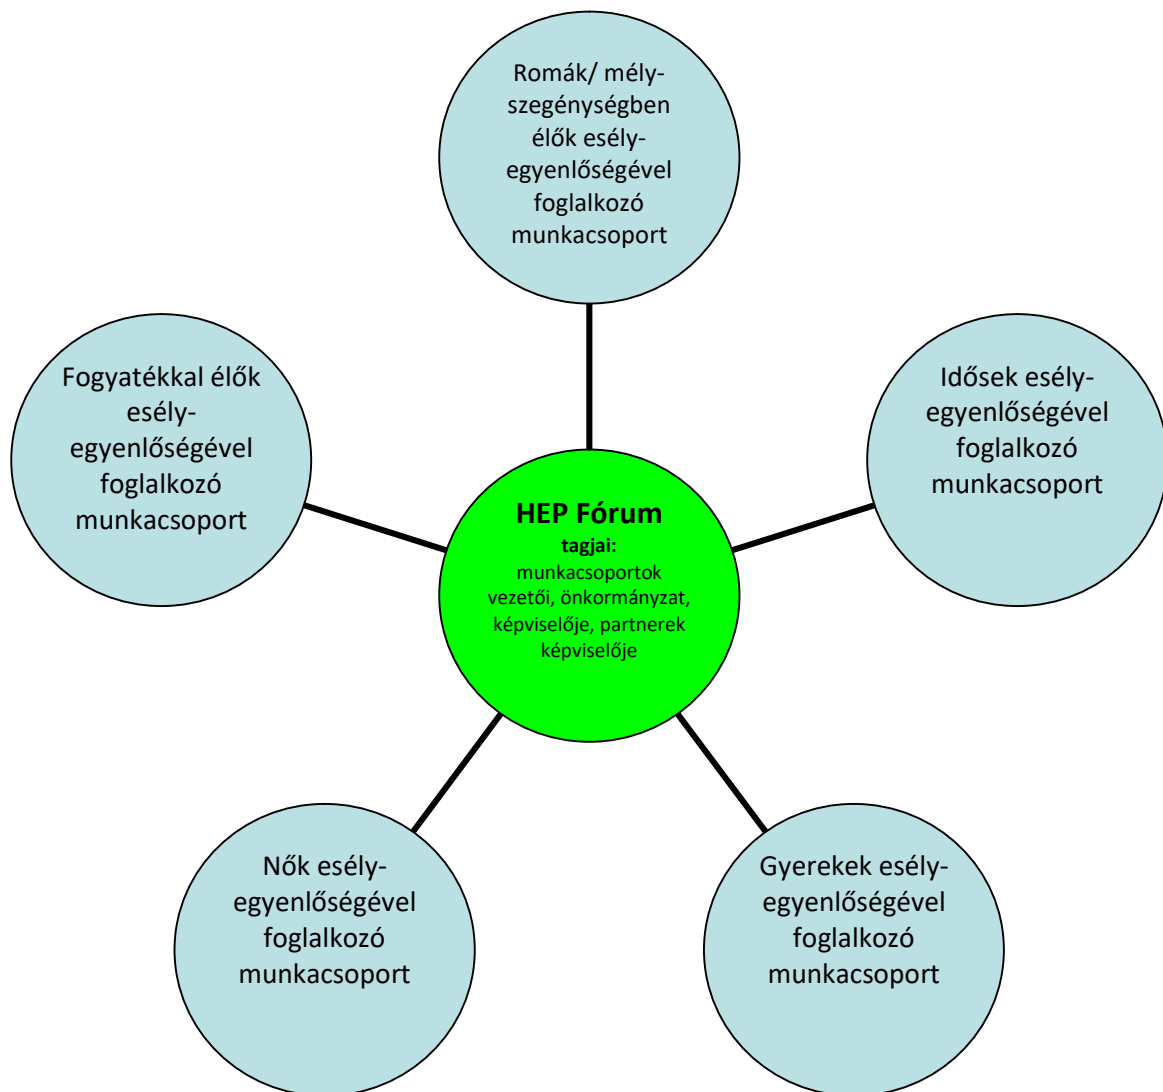 Romák/ mély-
szegénységben
élők esély-
egyenlőségével
foglalkozó
munkacsoport
Fogyatékkal élők
esély-
egyenlőségével
foglalkozó
munkacsoport
Idősek esély-
egyenlőségével
foglalkozó
munkacsoport
HEP Fórum
tagjai:
munkacsoportok
vezetői, önkormányzat,
képviselője, partnerek
képviselője
Nők esély-
egyenlőségével
foglalkozó
munkacsoport
Gyerekek esély-
egyenlőségével
foglalkozó
munkacsoport